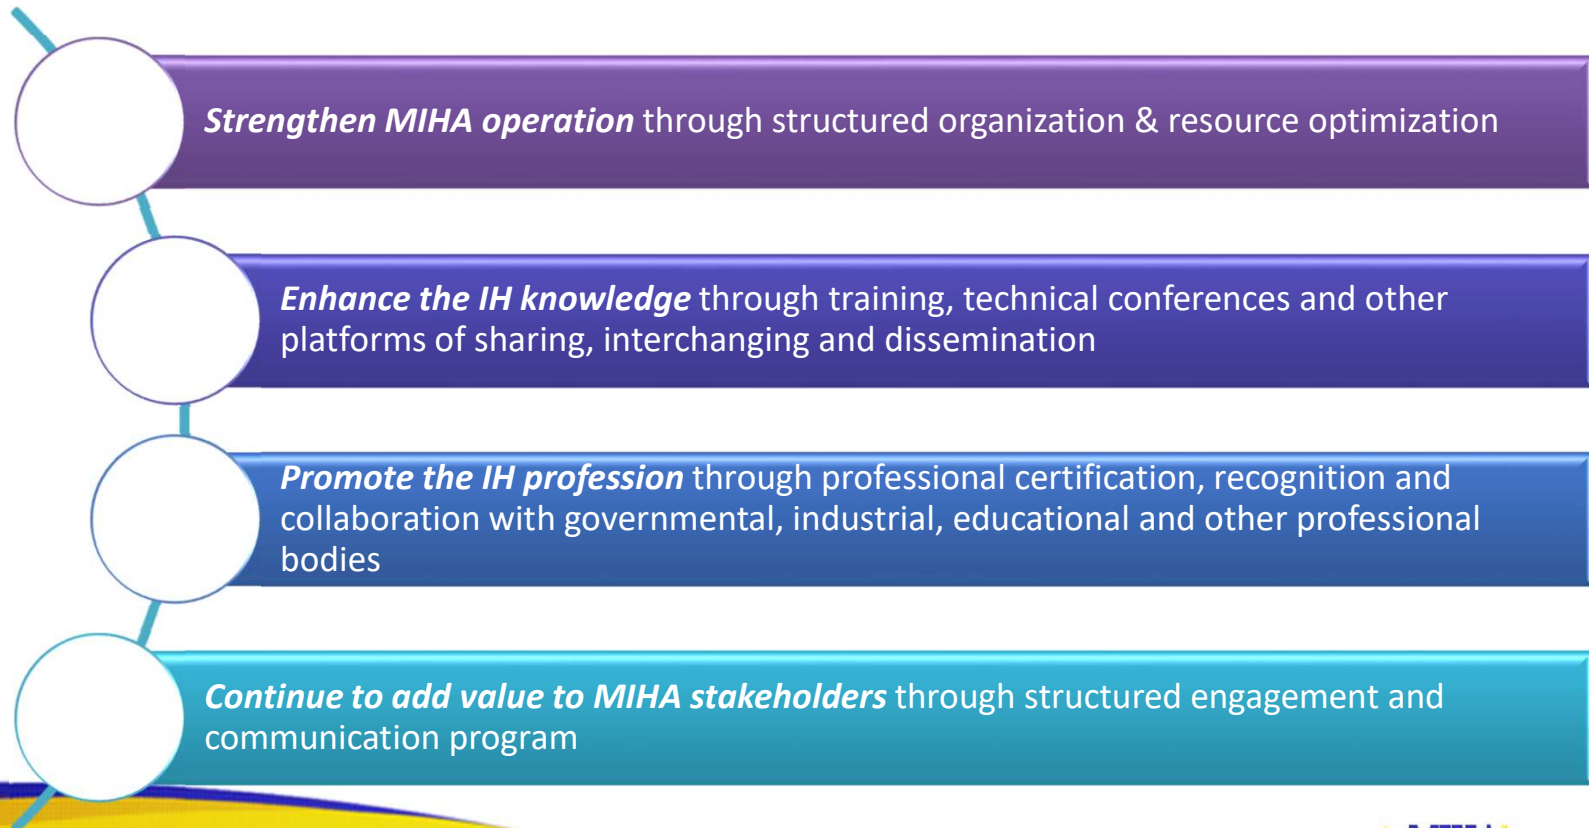 Strengthen MIHA operation through structured organization & resource optimization
Enhance the IH knowledge through training, technical conferences and other
platforms of sharing, interchanging and dissemination
Promote the IH profession through professional certification, recognition and
collaboration with governmental, industrial, educational and other professional
bodies
Continue to add value to MIHA stakeholders through structured engagement and
communication program